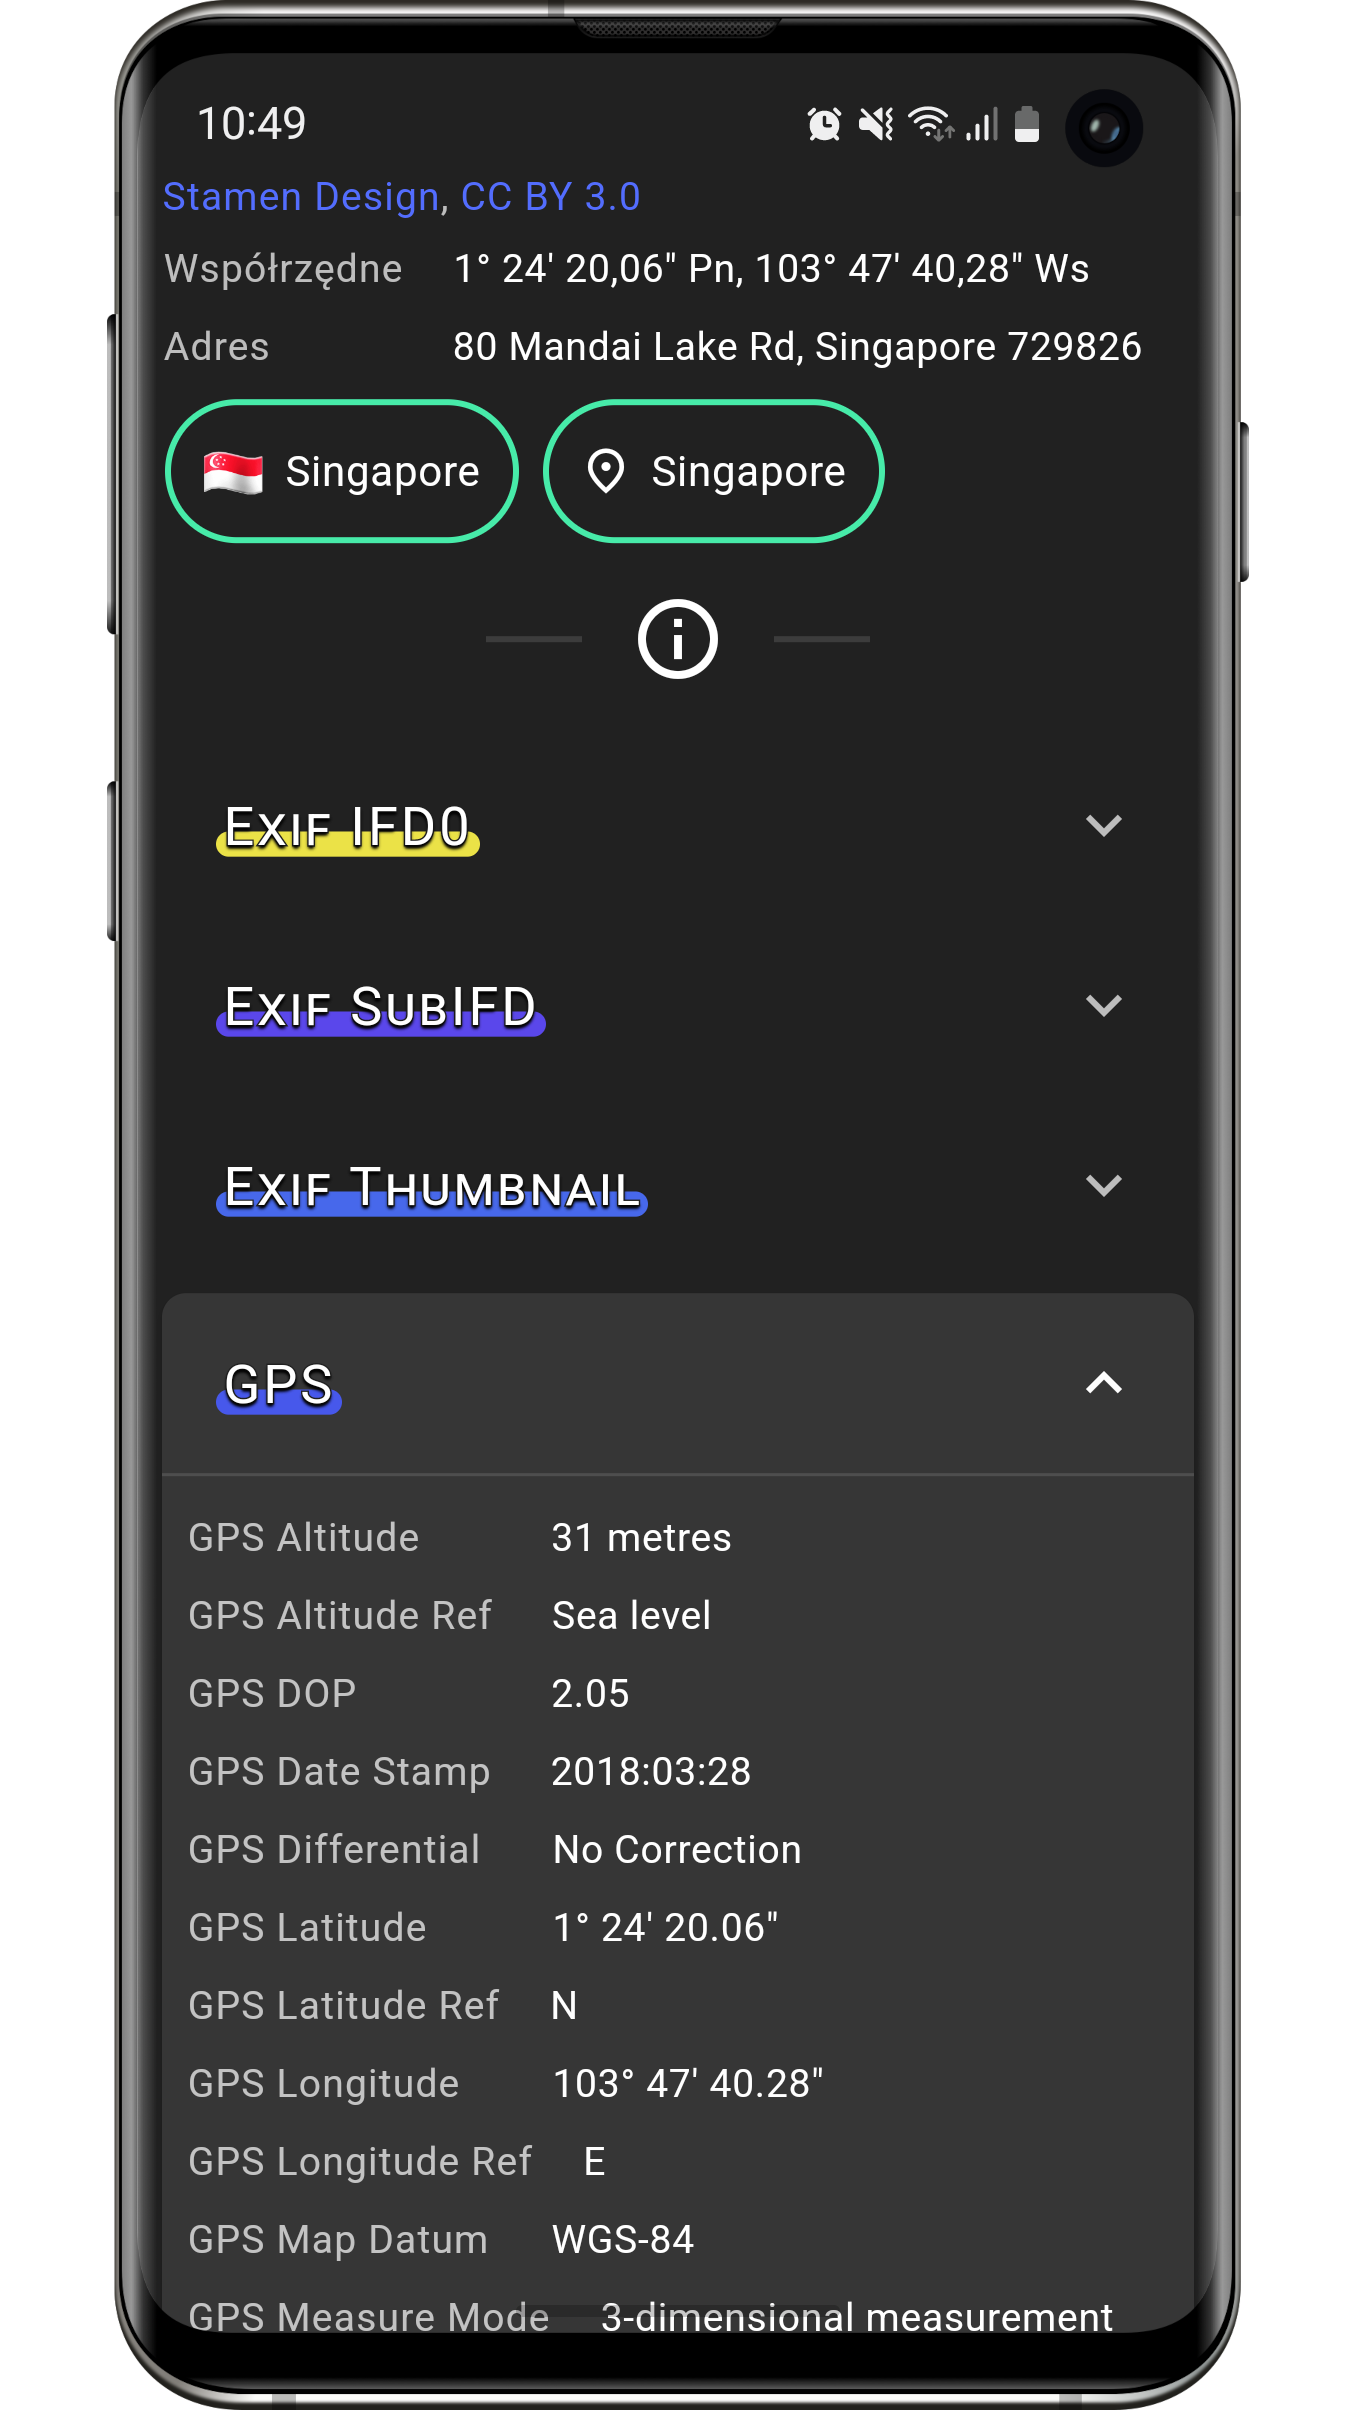 10:49
Stamen Design, CC BY 3.0
Współrzędne 1° 24' 20,06" Pn, 103° 47' 40,28" Ws
Adres 80 Mandai Lake Rd, Singapore 729826
Singapore Singapore
Exif IFD0
Exif SubIFD
Exif Thumbnail
GPS
GPS Altitude 31 metres
GPS Altitude Ref Sea level
GPS DOP 2.05
GPS Date Stamp 2018:03:28
GPS Differential No Correction
GPS Latitude 1° 24' 20.06"
GPS Latitude Ref N
GPS Longitude 103° 47' 40.28"
GPS Longitude Ref E
GPS Map Datum WGS-84
GPS Measure Mode 3-dimensional measurement